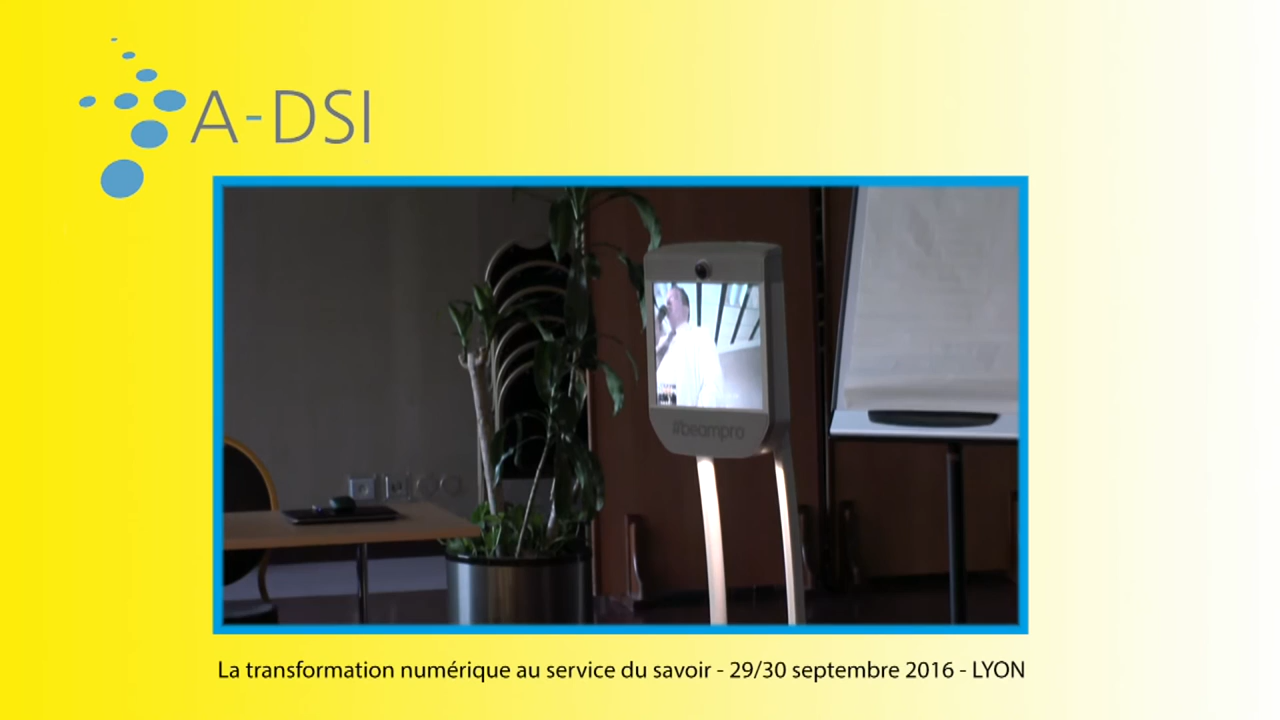 A-DSI
#beampro
La transformation numérique au service du savoir - 29/30 septembre 2016 - LYON